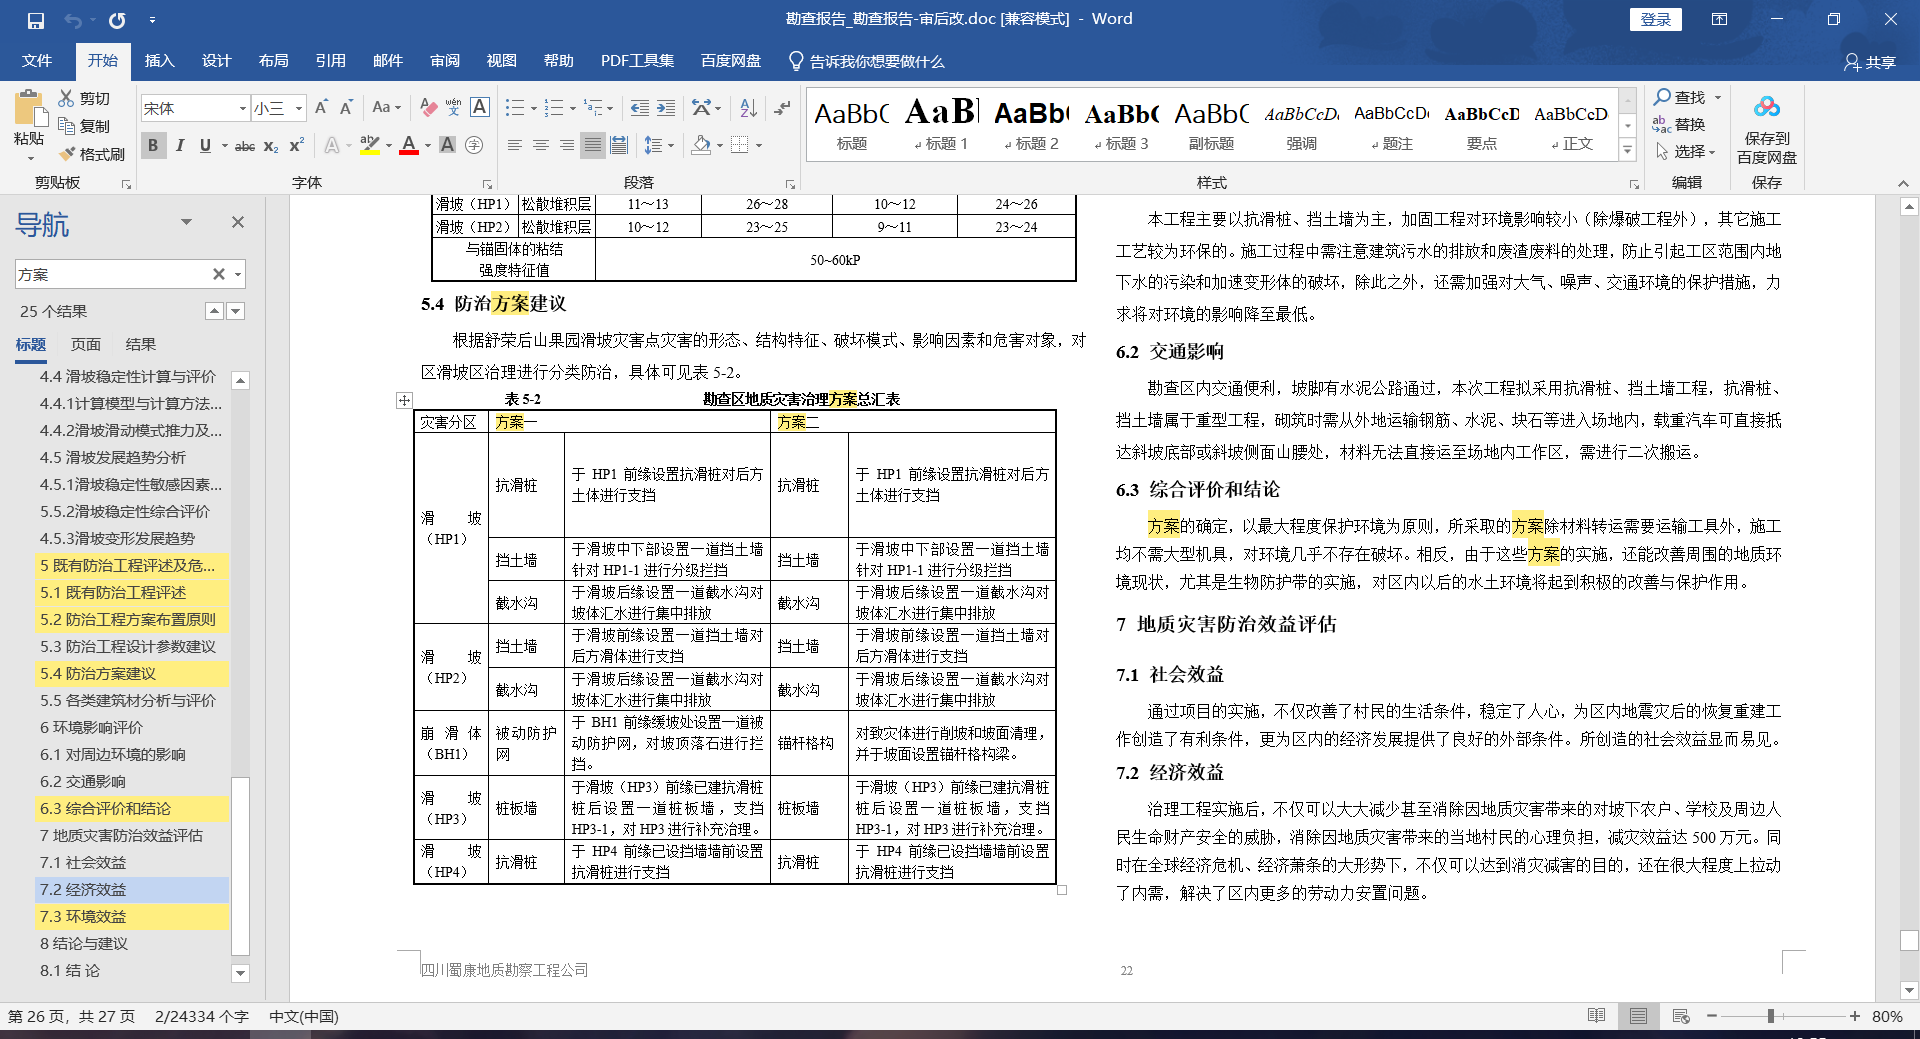 勘查报告_勘查报告-审后改.doc [兼容模式] - Word
登录
文件 开始 插入 设计 布局 引用 邮件 审阅 视图 帮助 PDF工具集 百度网盘 告诉我你想要做什么 共享
粘贴 剪切 复制 格式刷
宋体 小三
剪贴板 字体 段落 样式 编辑 保存
AaBbC AaBl AaBb( AaBb( AaBbC AaBbCcD. AaBbCcD( AaBbCcD AaBbCcD.
标题 标题 1 标题 2 标题 3 副标题 强调 题注 要点 正文
查找 替换 选择
保存到
百度网盘
导航
方案
25 个结果
标题 页面 结果
4.4 滑坡稳定性计算与评价
4.4.1计算模型与计算方法...
4.4.2滑坡滑动模式推力及...
4.5 滑坡发展趋势分析
4.5.1滑坡稳定性敏感因素...
5.5.2滑坡稳定性综合评价
4.5.3滑坡变形发展趋势
5 既有防治工程评述及危...
5.1 既有防治工程评述
5.2 防治工程方案布置原则
5.3 防治工程设计参数建议
5.4 防治方案建议
5.5 各类建筑材分析与评价
6 环境影响评价
6.1 对周边环境的影响
6.2 交通影响
6.3 综合评价和结论
7 地质灾害防治效益评估
7.1 社会效益
7.2 经济效益
7.3 环境效益
8 结论与建议
8.1 结 论
滑坡（HP1） 松散堆积层 11～13 26～28 10～12 24～26
滑坡（HP2） 松散堆积层 10～12 23～25 9～11 23～24
与锚固体的粘结
强度特征值 50~60kP
5.4 防治方案建议
根据舒荣后山果园滑坡灾害点灾害的形态、结构特征、破坏模式、影响因素和危害对象，对
区滑坡区治理进行分类防治，具体可见表 5-2。
表 5-2 勘查区地质灾害治理方案总汇表
灾害分区 方案一 方案二
滑坡
（HP1）
抗滑桩 于 HP1 前缘设置抗滑桩对后方
土体进行支挡
抗滑桩 于 HP1 前缘设置抗滑桩对后方
土体进行支挡
挡土墙 于滑坡中下部设置一道挡土墙
针对 HP1-1 进行分级拦挡
挡土墙 于滑坡中下部设置一道挡土墙
针对 HP1-1 进行分级拦挡
截水沟 于滑坡后缘设置一道截水沟对
坡体汇水进行集中排放
截水沟 于滑坡后缘设置一道截水沟对
坡体汇水进行集中排放
滑坡
（HP2）
挡土墙 于滑坡前缘设置一道挡土墙对
后方滑体进行支挡
挡土墙 于滑坡前缘设置一道挡土墙对
后方滑体进行支挡
截水沟 于滑坡后缘设置一道截水沟对
坡体汇水进行集中排放
截水沟 于滑坡后缘设置一道截水沟对
坡体汇水进行集中排放
崩滑体
（BH1）
被动防护
网
于 BH1 前缘缓坡处设置一道被
动防护网，对坡顶落石进行拦
挡。
锚杆格构 对致灾体进行削坡和坡面清理，
并于坡面设置锚杆格构梁。
滑坡
（HP3）
桩板墙 于滑坡（HP3）前缘已建抗滑桩
桩后设置一道桩板墙，支挡
HP3-1，对 HP3 进行补充治理。
桩板墙 于滑坡（HP3）前缘已建抗滑桩
桩后设置一道桩板墙，支挡
HP3-1，对 HP3 进行补充治理。
滑坡
（HP4）
抗滑桩 于 HP4 前缘已设挡墙墙前设置
抗滑桩进行支挡
抗滑桩 于 HP4 前缘已设挡墙墙前设置
抗滑桩进行支挡
四川蜀康地质勘察工程公司
本工程主要以抗滑桩、挡土墙为主，加固工程对环境影响较小（除爆破工程外），其它施工
工艺较为环保的。施工过程中需注意建筑污水的排放和废渣废料的处理，防止引起工区范围内地
下水的污染和加速变形体的破坏，除此之外，还需加强对大气、噪声、交通环境的保护措施，力
求将对环境的影响降至最低。
6.2 交通影响
勘查区内交通便利，坡脚有水泥公路通过，本次工程拟采用抗滑桩、挡土墙工程，抗滑桩、
挡土墙属于重型工程，砌筑时需从外地运输钢筋、水泥、块石等进入场地内，载重汽车可直接抵
达斜坡底部或斜坡侧面山腰处，材料无法直接运至场地内工作区，需进行二次搬运。
6.3 综合评价和结论
方案的确定，以最大程度保护环境为原则，所采取的方案除材料转运需要运输工具外，施工
均不需大型机具，对环境几乎不存在破坏。相反，由于这些方案的实施，还能改善周围的地质环
境现状，尤其是生物防护带的实施，对区内以后的水土环境将起到积极的改善与保护作用。
7 地质灾害防治效益评估
7.1 社会效益
通过项目的实施，不仅改善了村民的生活条件，稳定了人心，为区内地震灾后的恢复重建工
作创造了有利条件，更为区内的经济发展提供了良好的外部条件。所创造的社会效益显而易见。
7.2 经济效益
治理工程实施后，不仅可以大大减少甚至消除因地质灾害带来的对坡下农户、学校及周边人
民生命财产安全的威胁，消除因地质灾害带来的当地村民的心理负担，减灾效益达 500 万元。同
时在全球经济危机、经济萧条的大形势下，不仅可以达到消灾减害的目的，还在很大程度上拉动
了内需，解决了区内更多的劳动力安置问题。
22
第 26 页，共 27 页 2/24334 个字 中文(中国) 80%